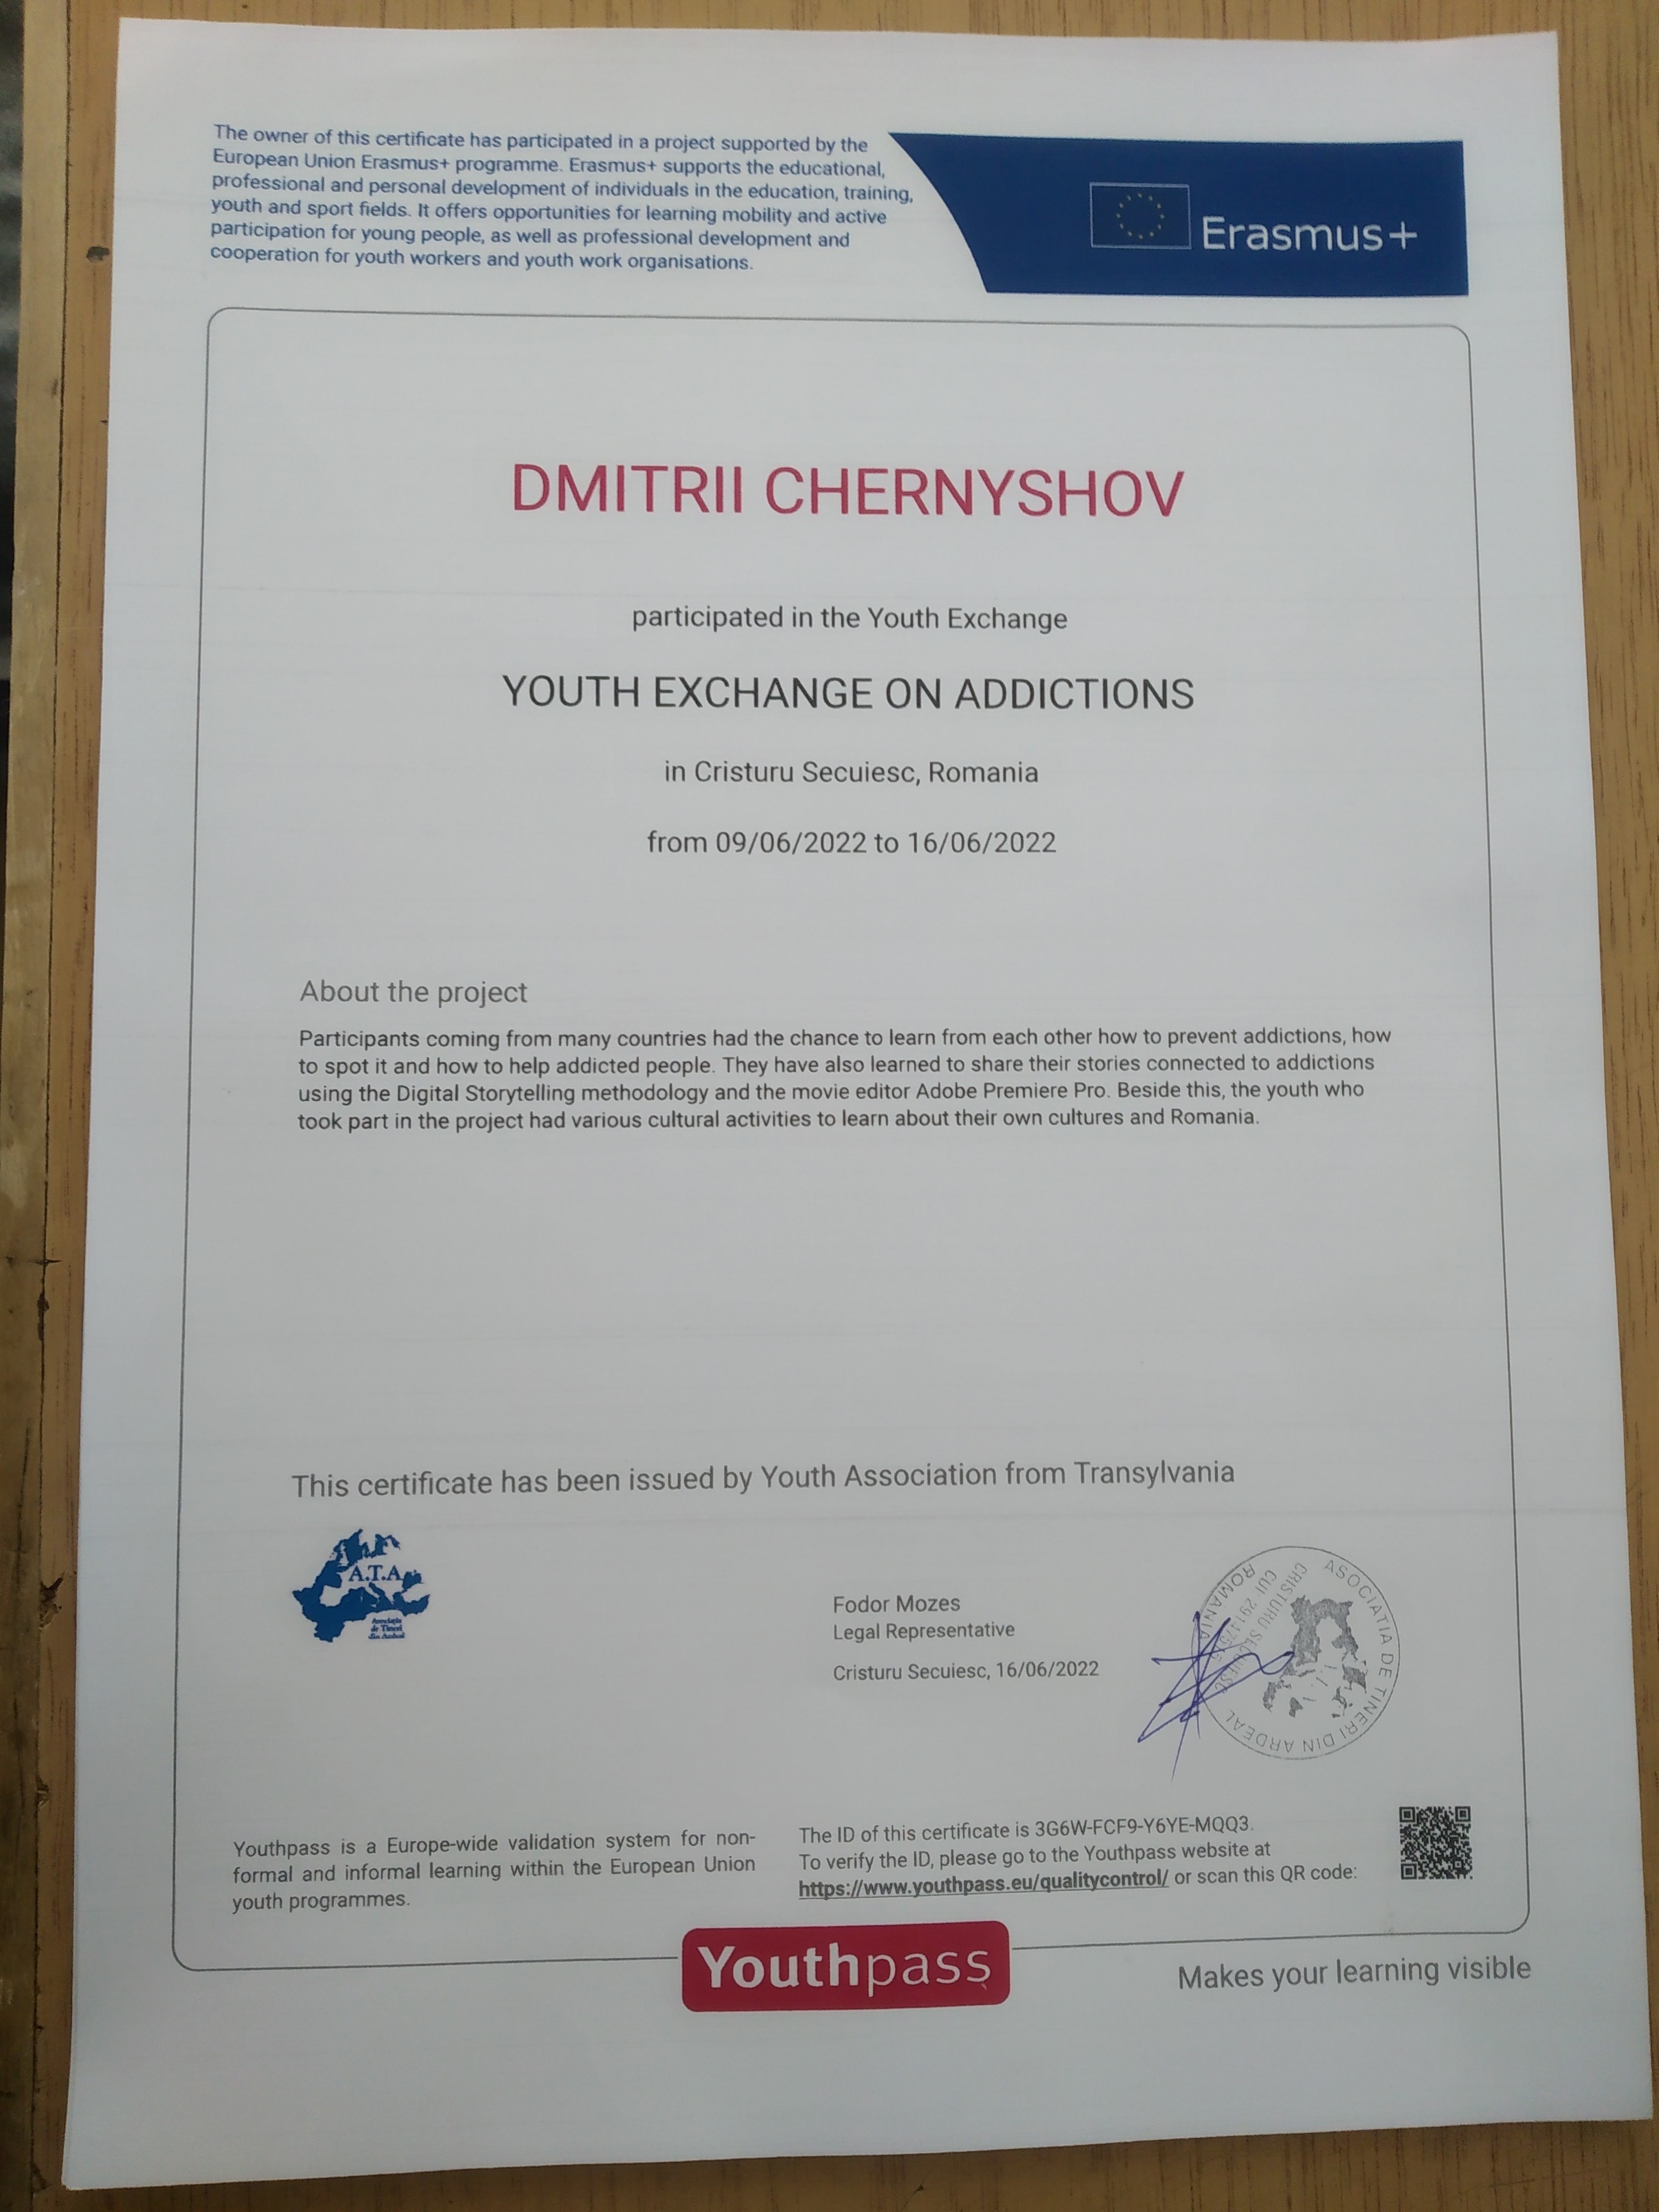 The owner of this certificate has participated in a project supported by the
European Union Erasmus+ programme. Erasmus+ supports the educational,
professional and personal development of individuals in the education, training,
youth and sport fields. It offers opportunities for learning mobility and active
participation for young people, as well as professional development and
cooperation for youth workers and youth work organisations.
Erasmus+
DMITRII CHERNYSHOV
participated in the Youth Exchange
YOUTH EXCHANGE ON ADDICTIONS
in Cristuru Secuiesc, Romania
from 09/06/2022 to 16/06/2022
About the project
Participants coming from many countries had the chance to learn from each other how to prevent addictions, how
to spot it and how to help addicted people. They have also learned to share their stories connected to addictions
using the Digital Storytelling methodology and the movie editor Adobe Premiere Pro. Beside this, the youth who
took part in the project had various cultural activities to learn about their own cultures and Romania.
This certificate has been issued by Youth Association from Transylvania
A.T.A.
Asociația
de Tineri
din Ardeal
Fodor Mozes
Legal Representative
Cristuru Secuiesc, 16/06/2022
ASOCIATIA DE TINERI DIN ARDEAL
ROMANIA
CRISTURU SECUIESC
CUI
Youthpass is a Europe-wide validation system for non-
formal and informal learning within the European Union
youth programmes.
The ID of this certificate is 3G6W-FCF9-Y6YE-MQQ3.
To verify the ID, please go to the Youthpass website at
https://www.youthpass.eu/qualitycontrol/ or scan this QR code:
Youthpass
Makes your learning visible